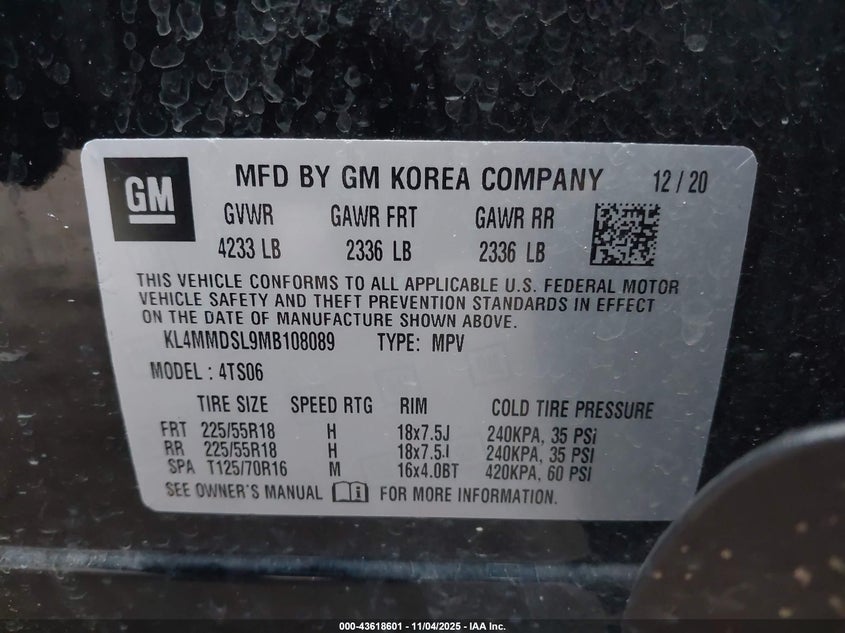 GM
MFD BY GM KOREA COMPANY 12 / 20
GVWR GAWR FRT GAWR RR
4233 LB 2336 LB 2336 LB
THIS VEHICLE CONFORMS TO ALL APPLICABLE U.S. FEDERAL MOTOR
VEHICLE SAFETY AND THEFT PREVENTION STANDARDS IN EFFECT
ON THE DATE OF MANUFACTURE SHOWN ABOVE.
KL4MMDSL9MB108089 TYPE: MPV
MODEL : 4TS06
TIRE SIZE SPEED RTG RIM COLD TIRE PRESSURE
FRT 225/55R18 H 18x7.5J 240KPA, 35 PSi
RR 225/55R18 H 18x7.5J 240KPA, 35 PSI
SPA T125/70R16 M 16x4.0BT 420KPA, 60 PSI
SEE OWNER'S MANUAL i FOR MORE INFORMATION.
000-43618601 - 11/04/2025 - IAA Inc.